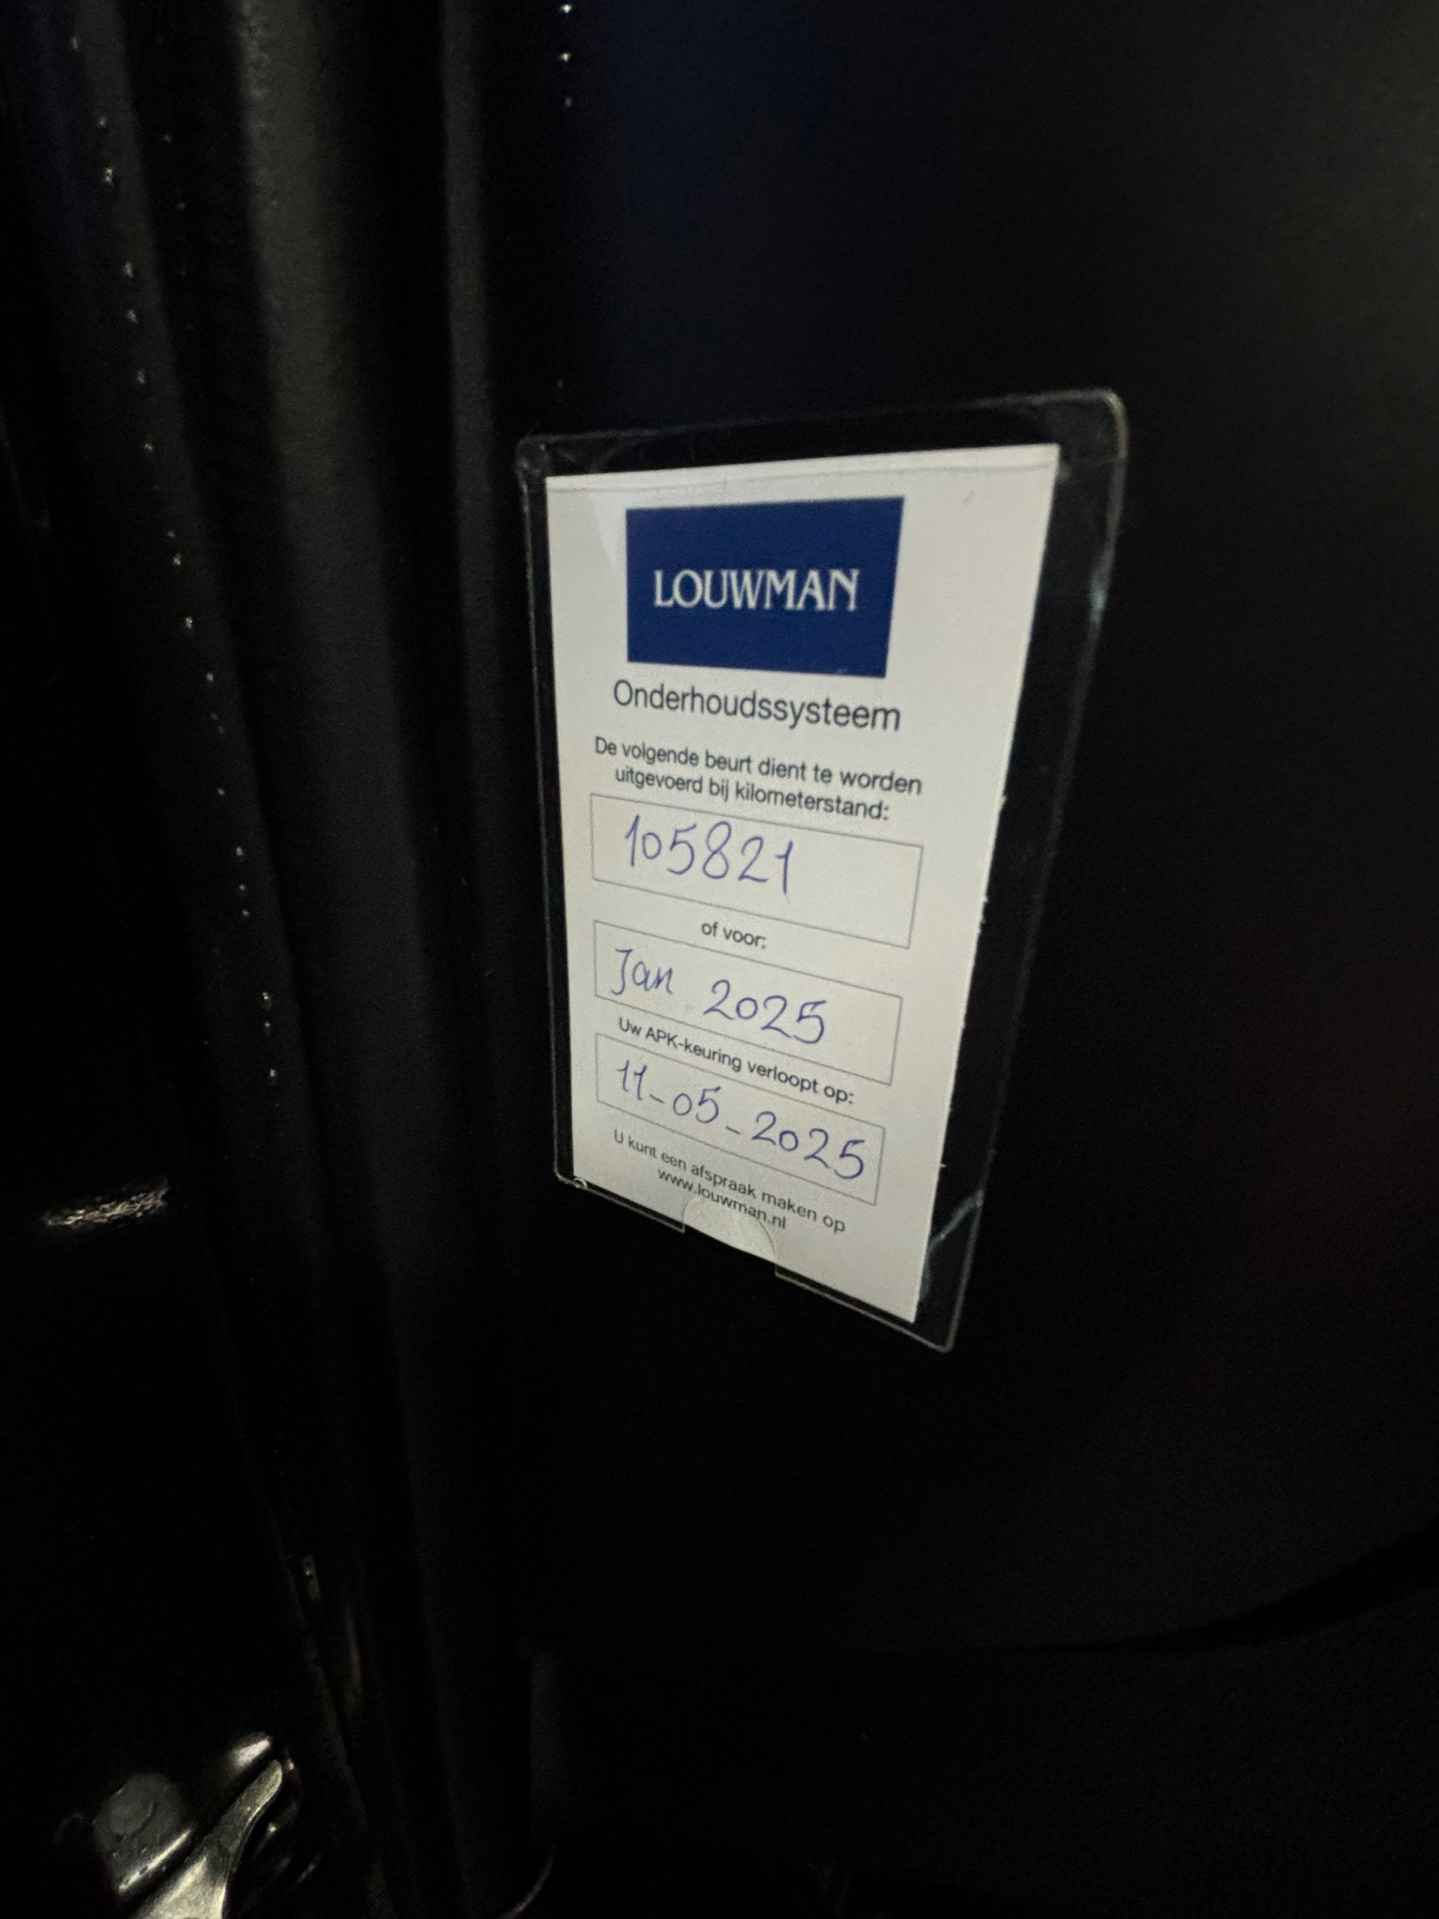 LOUWMAN
Onderhoudssysteem
De volgende beurt dient te worden
uitgevoerd bij kilometerstand:
105821
of voor:
Jan 2025
Uw APK-keuring verloopt op:
11-05-2025
U kunt een afspraak maken op
www.louwman.nl